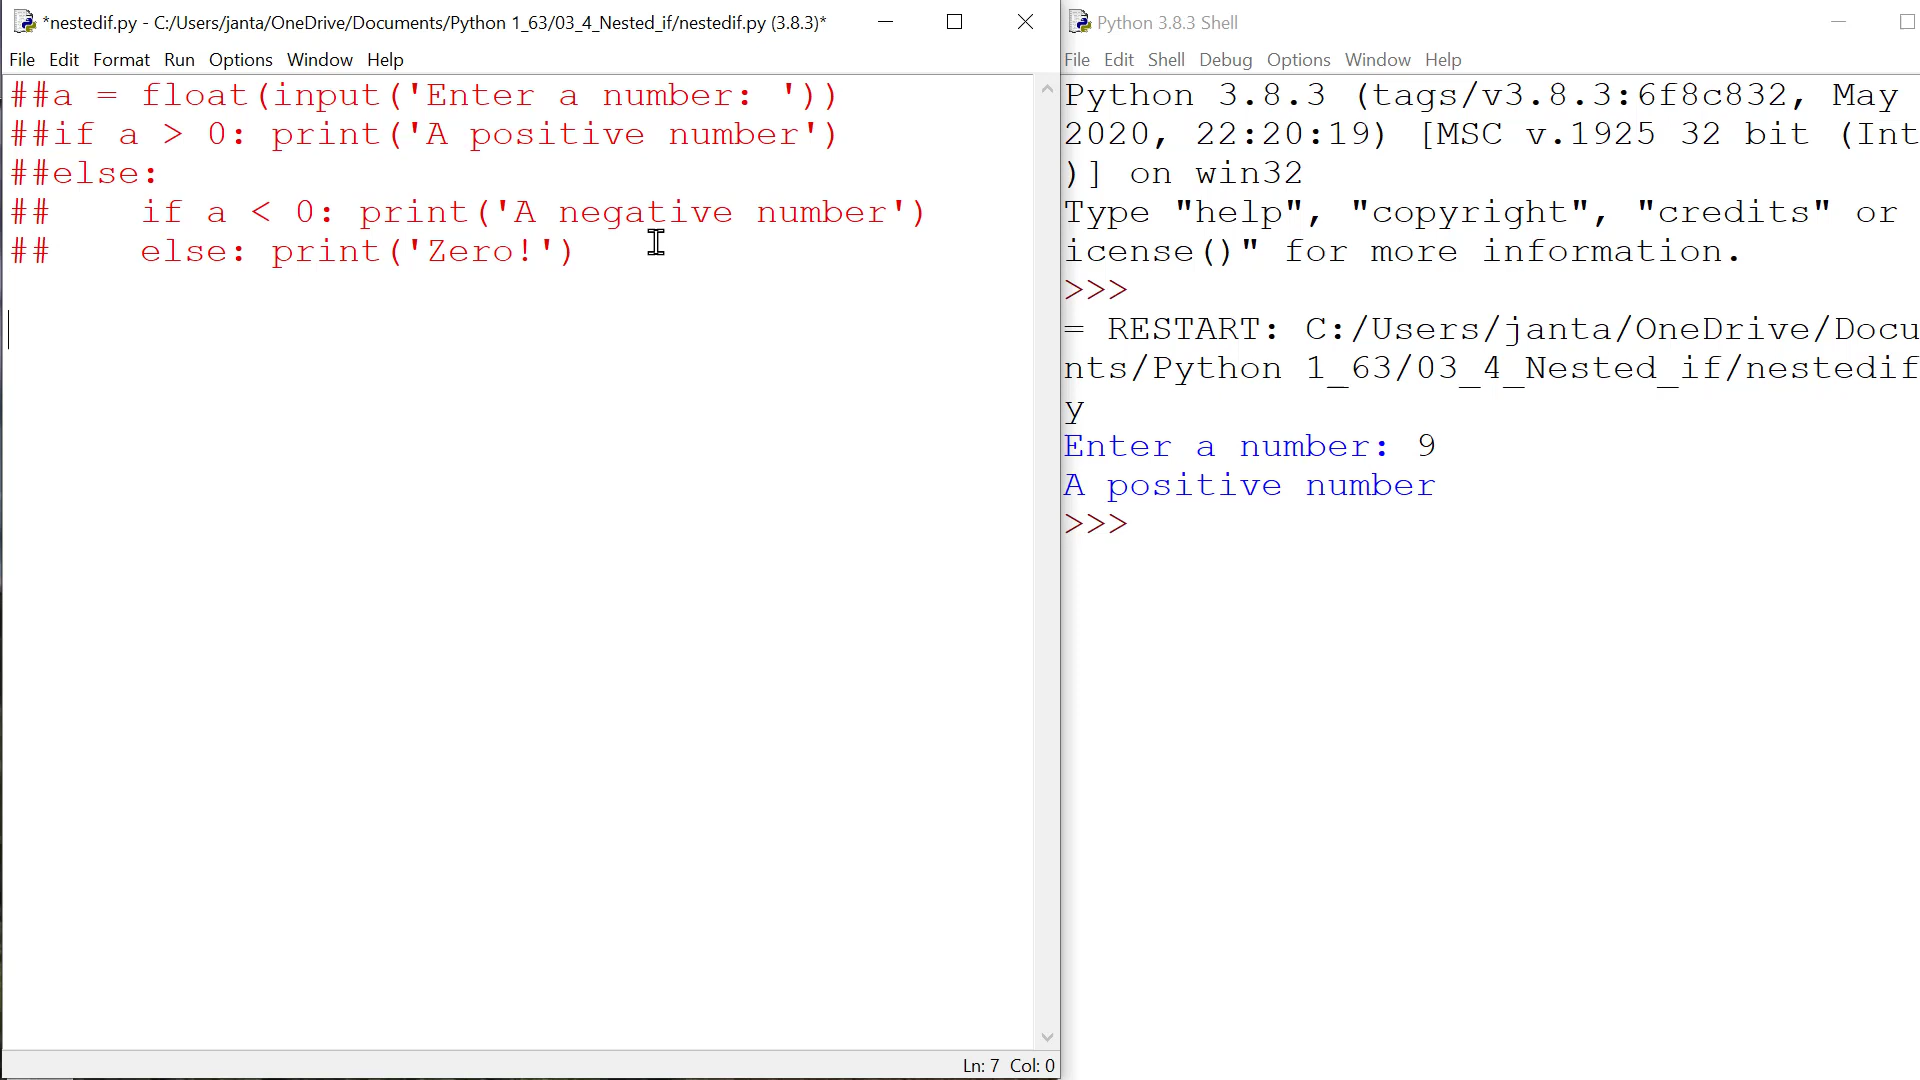 *nestedif.py - C:/Users/janta/OneDrive/Documents/Python 1_63/03_4_Nested_if/nestedif.py (3.8.3)*
File Edit Format Run Options Window Help
##a = float(input('Enter a number: '))
##if a > 0: print('A positive number')
##else:
##    if a < 0: print('A negative number')
##    else: print('Zero!')
Ln: 7 Col: 0
Python 3.8.3 Shell
File Edit Shell Debug Options Window Help
Python 3.8.3 (tags/v3.8.3:6f8c832, May
2020, 22:20:19) [MSC v.1925 32 bit (Int
)] on win32
Type "help", "copyright", "credits" or
icense()" for more information.
>>>
= RESTART: C:/Users/janta/OneDrive/Docu
nts/Python 1_63/03_4_Nested_if/nestedif
y
Enter a number: 9
A positive number
>>>